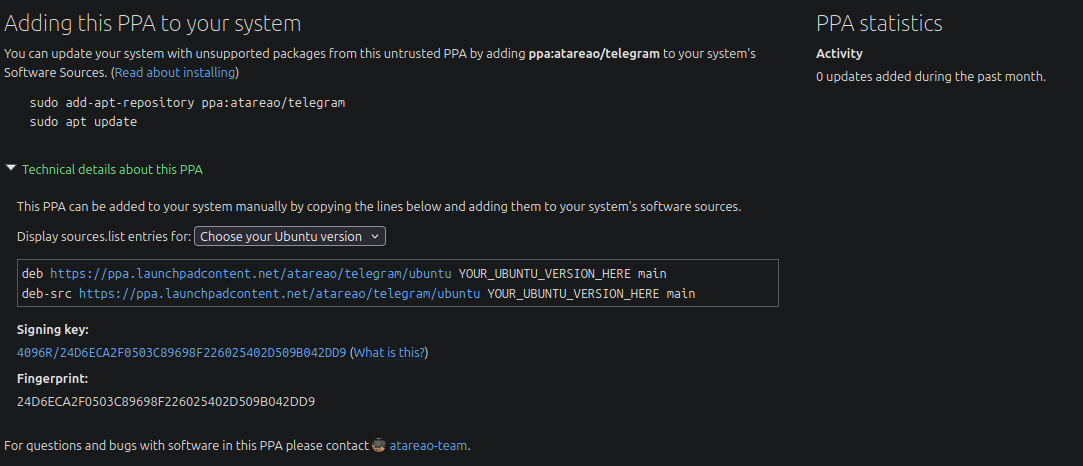 Adding this PPA to your system
You can update your system with unsupported packages from this untrusted PPA by adding ppa:atareao/telegram to your system's
Software Sources. (Read about installing)
sudo add-apt-repository ppa:atareao/telegram
sudo apt update
Technical details about this PPA
This PPA can be added to your system manually by copying the lines below and adding them to your system's software sources.
Display sources.list entries for: Choose your Ubuntu version
deb https://ppa.launchpadcontent.net/atareao/telegram/ubuntu YOUR_UBUNTU_VERSION_HERE main
deb-src https://ppa.launchpadcontent.net/atareao/telegram/ubuntu YOUR_UBUNTU_VERSION_HERE main
Signing key:
4096R/24D6ECA2F0503C89698F226025402D509B042DD9 (What is this?)
Fingerprint:
24D6ECA2F0503C89698F226025402D509B042DD9
For questions and bugs with software in this PPA please contact atareao-team.
PPA statistics
Activity
0 updates added during the past month.